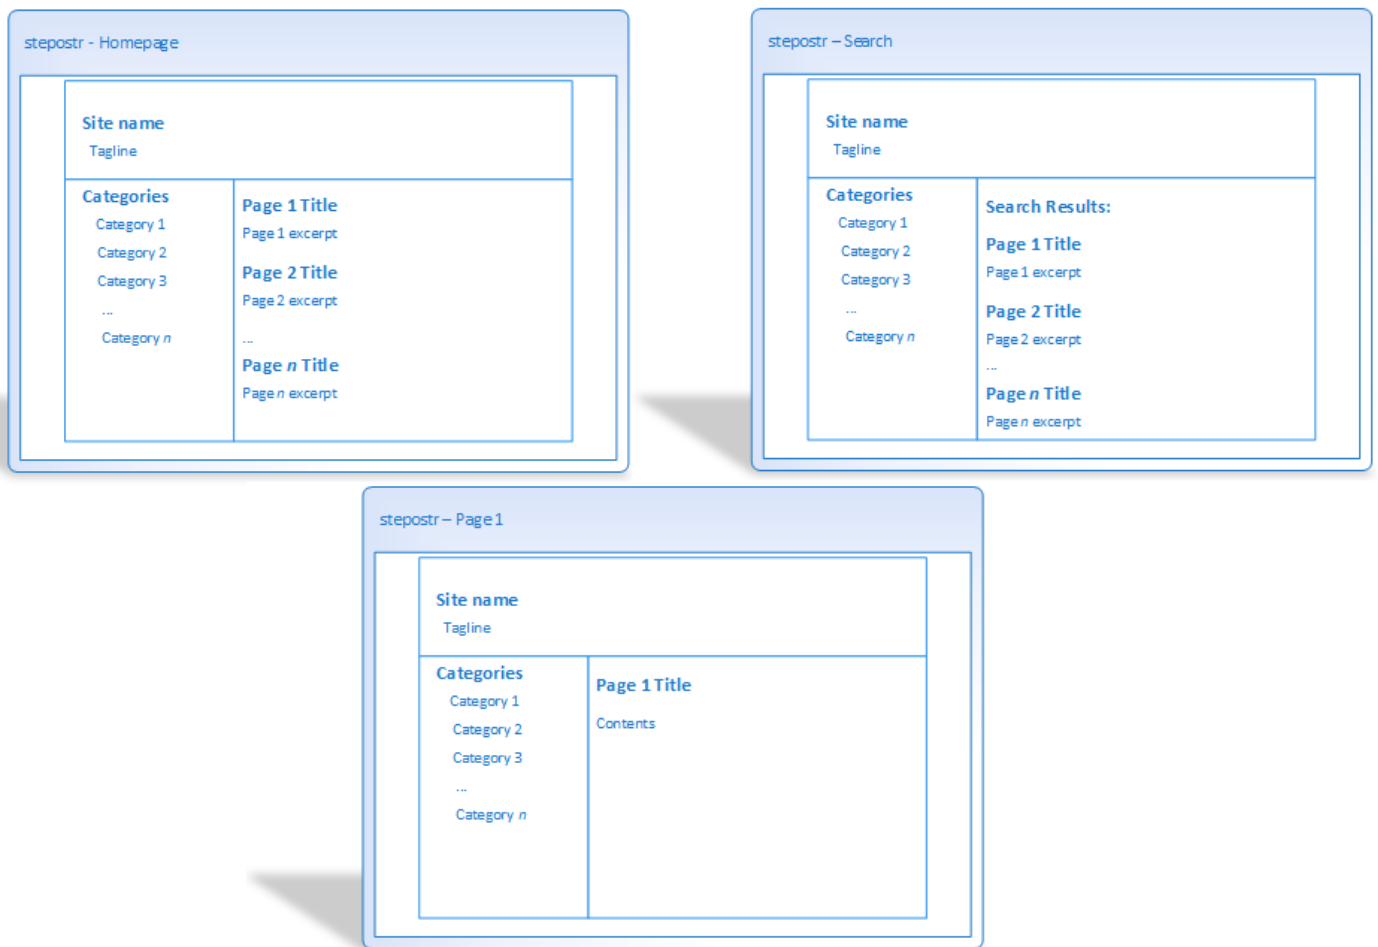 stepostr - Homepage
Site name
Tagline
Categories
Category 1
Category 2
Category 3
...
Category n
Page 1 Title
Page 1 excerpt
Page 2 Title
Page 2 excerpt
...
Page n Title
Page n excerpt
stepostr – Search
Site name
Tagline
Categories
Category 1
Category 2
Category 3
...
Category n
Search Results:
Page 1 Title
Page 1 excerpt
Page 2 Title
Page 2 excerpt
...
Page n Title
Page n excerpt
stepostr – Page 1
Site name
Tagline
Categories
Category 1
Category 2
Category 3
...
Category n
Page 1 Title
Contents